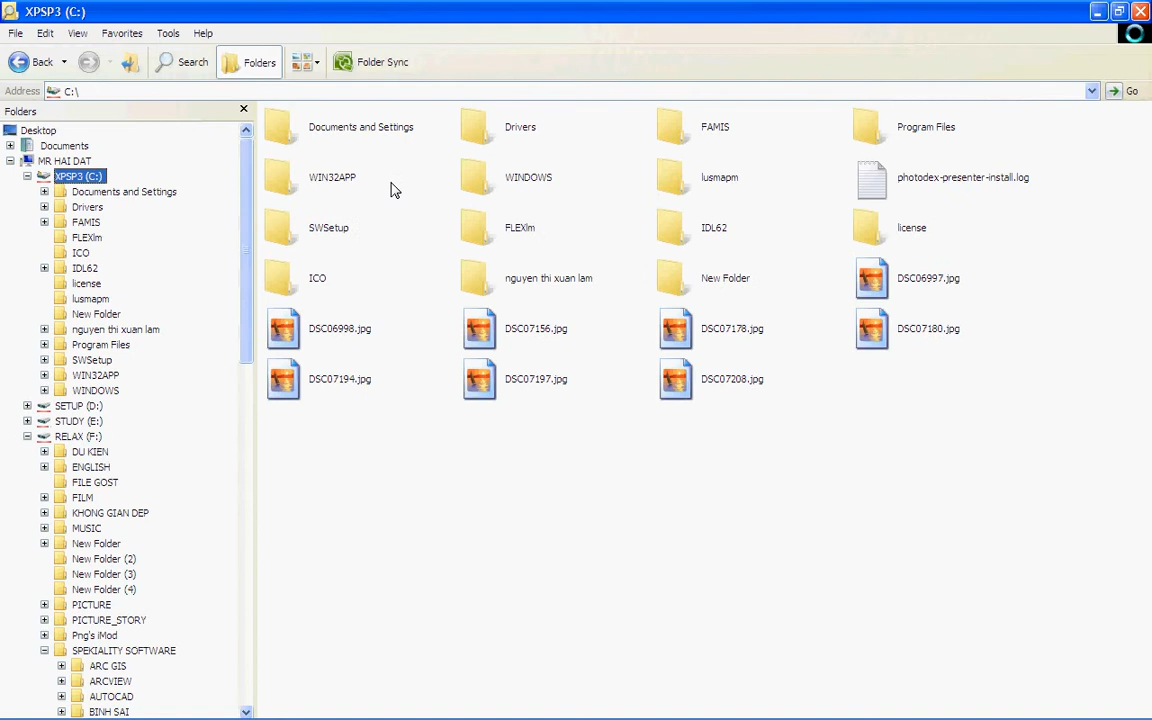 XPSP3 (C:)
File Edit View Favorites Tools Help
Back Search Folders Folder Sync
Address C:\ Go
Folders
Desktop
Documents
MR HAI DAT
XPSP3 (C:)
Documents and Settings
Drivers
FAMIS
FLEXlm
ICO
IDL62
license
lusmapm
New Folder
nguyen thi xuan lam
Program Files
SWSetup
WIN32APP
WINDOWS
SETUP (D:)
STUDY (E:)
RELAX (F:)
DU KIEN
ENGLISH
FILE GOST
FILM
KHONG GIAN DEP
MUSIC
New Folder
New Folder (2)
New Folder (3)
New Folder (4)
PICTURE
PICTURE_STORY
Png's iMod
SPEKIALITY SOFTWARE
ARC GIS
ARCVIEW
AUTOCAD
BINH SAI
Documents and Settings Drivers FAMIS Program Files
WIN32APP WINDOWS lusmapm photodex-presenter-install.log
SWSetup FLEXlm IDL62 license
ICO nguyen thi xuan lam New Folder DSC06997.jpg
DSC06998.jpg DSC07156.jpg DSC07178.jpg DSC07180.jpg
DSC07194.jpg DSC07197.jpg DSC07208.jpg